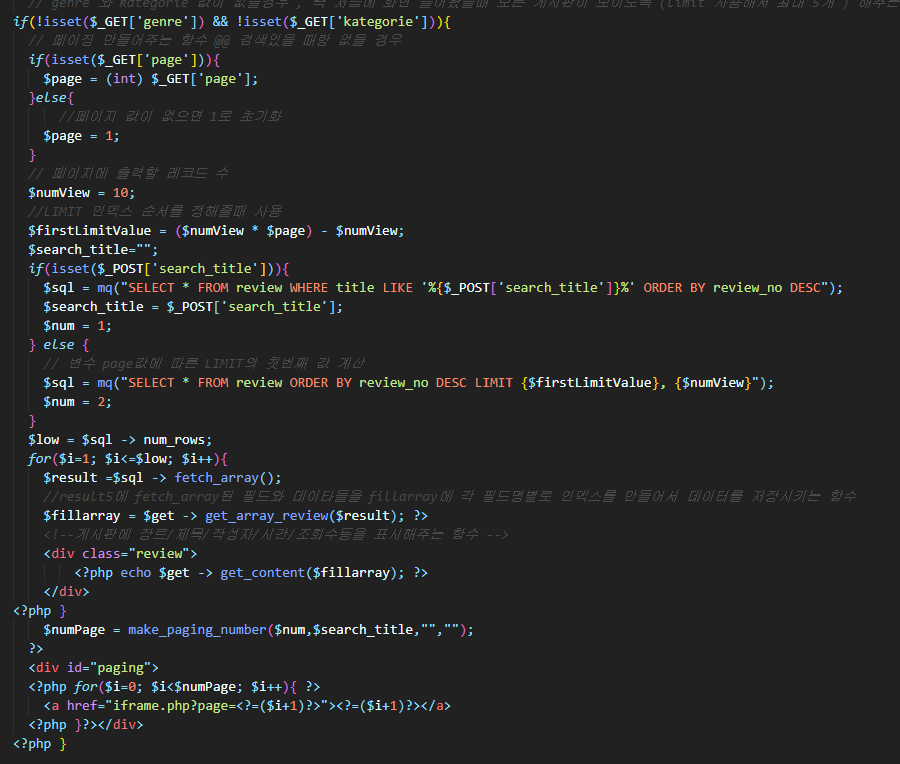 // genre 와 kategorie 값이 없을경우 , 즉 처음에 화면 들어왔을때 모든 게시판이 보이도록 (limit 사용해서 최대 5개 ) 해주는
if(!isset($_GET['genre']) && !isset($_GET['kategorie'])){
// 페이징 만들어주는 함수 @@ 검색있을 때랑 없을 경우
if(isset($_GET['page'])){
$page = (int) $_GET['page'];
}else{
//페이지 값이 없으면 1로 초기화
$page = 1;
}
// 페이지에 출력할 레코드 수
$numView = 10;
//LIMIT 인덱스 순서를 정해줄때 사용
$firstLimitValue = ($numView * $page) - $numView;
$search_title="";
if(isset($_POST['search_title'])){
$sql = mq("SELECT * FROM review WHERE title LIKE '%{$_POST['search_title']}%' ORDER BY review_no DESC");
$search_title = $_POST['search_title'];
$num = 1;
} else {
// 변수 page값에 따른 LIMIT의 첫번째 값 계산
$sql = mq("SELECT * FROM review ORDER BY review_no DESC LIMIT {$firstLimitValue}, {$numView}");
$num = 2;
}
$low = $sql -> num_rows;
for($i=1; $i<=$low; $i++){
$result =$sql -> fetch_array();
//result5에 fetch_array된 필드와 데이타들을 fillarray에 각 필드명별로 인덱스를 만들어서 데이터를 저장시키는 함수
$fillarray = $get -> get_array_review($result); ?>
<!--게시판에 장르/제목/작성자/시간/조회수등을 표시해주는 함수 -->
<div class="review">
<?php echo $get -> get_content($fillarray); ?>
</div>
<?php }
$numPage = make_paging_number($num,$search_title,"","");
?>
<div id="paging">
<?php for($i=0; $i<$numPage; $i++){ ?>
<a href="iframe.php?page=<?=($i+1)?>"><?=($i+1)?></a>
<?php }?></div>
<?php }